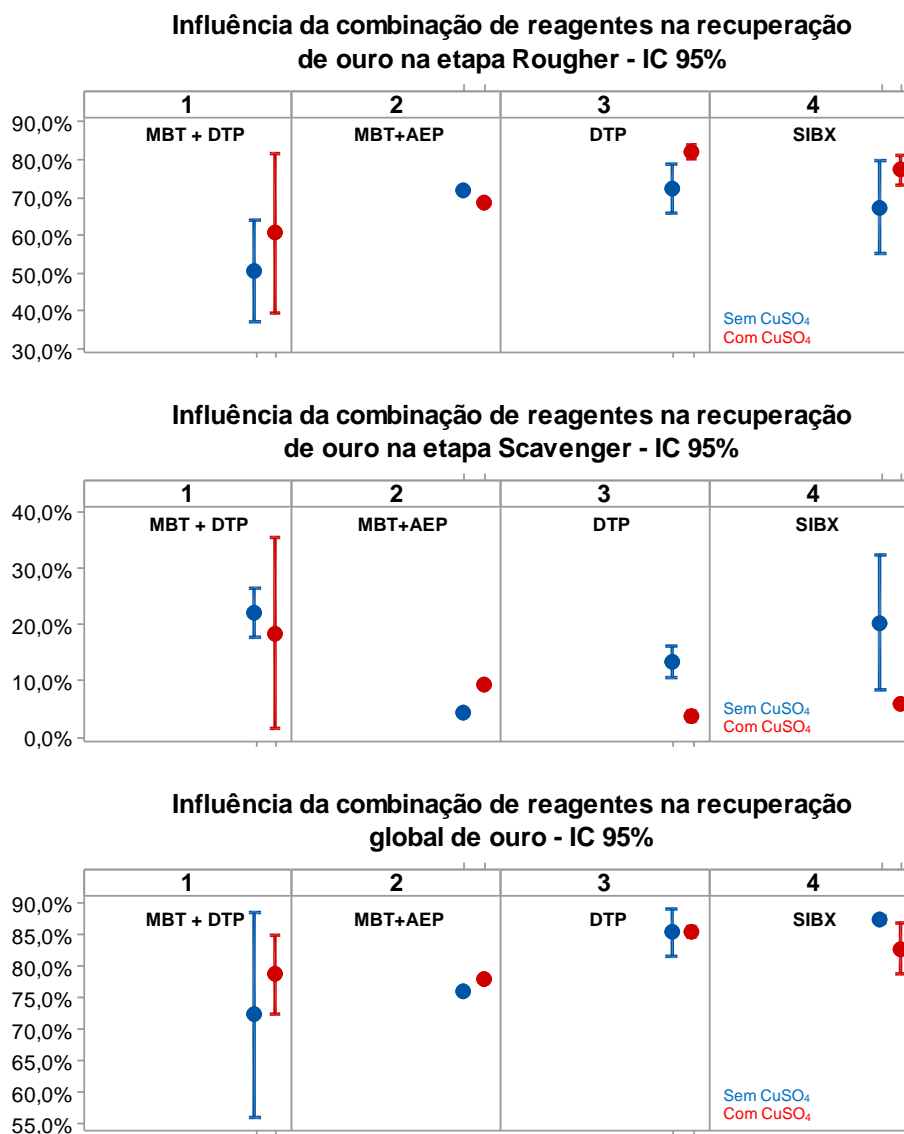 Influência da combinação de reagentes na recuperação
de ouro na etapa Rougher - IC 95%
1 2 3 4
MBT + DTP MBT+AEP DTP SIBX
90,0%
80,0%
70,0%
60,0%
50,0%
40,0%
30,0%
Sem CuSO₄
Com CuSO₄
Influência da combinação de reagentes na recuperação
de ouro na etapa Scavenger - IC 95%
1 2 3 4
MBT + DTP MBT+AEP DTP SIBX
40,0%
30,0%
20,0%
10,0%
0,0%
Sem CuSO₄
Com CuSO₄
Influência da combinação de reagentes na recuperação
global de ouro - IC 95%
1 2 3 4
MBT + DTP MBT+AEP DTP SIBX
90,0%
85,0%
80,0%
75,0%
70,0%
65,0%
60,0%
55,0%
Sem CuSO₄
Com CuSO₄